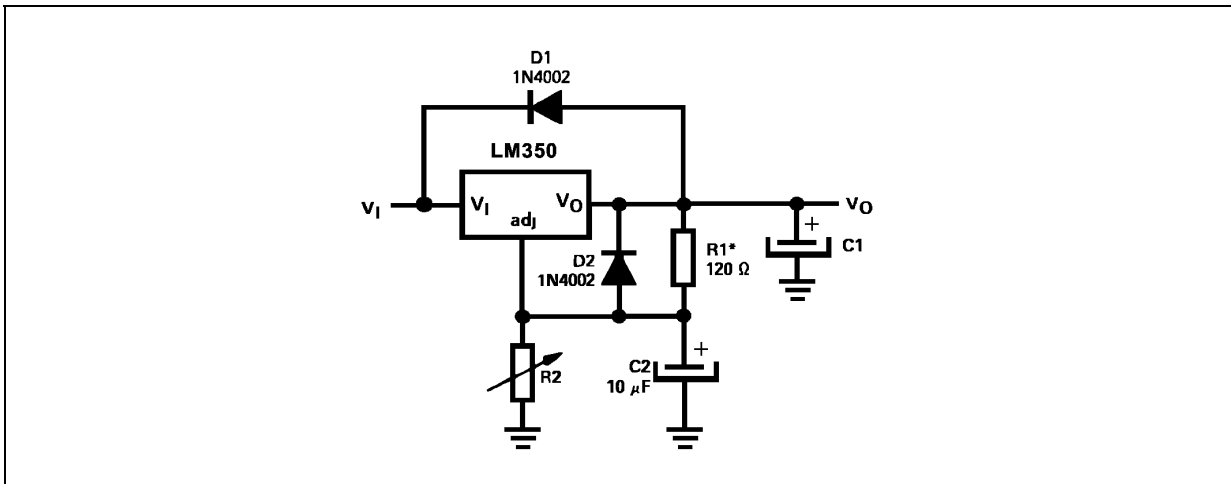 D1
1N4002
LM350
VI
VI
VO
adj
VO
D2
1N4002
R1*
120 Ω
+
C1
R2
+
C2
10 μF